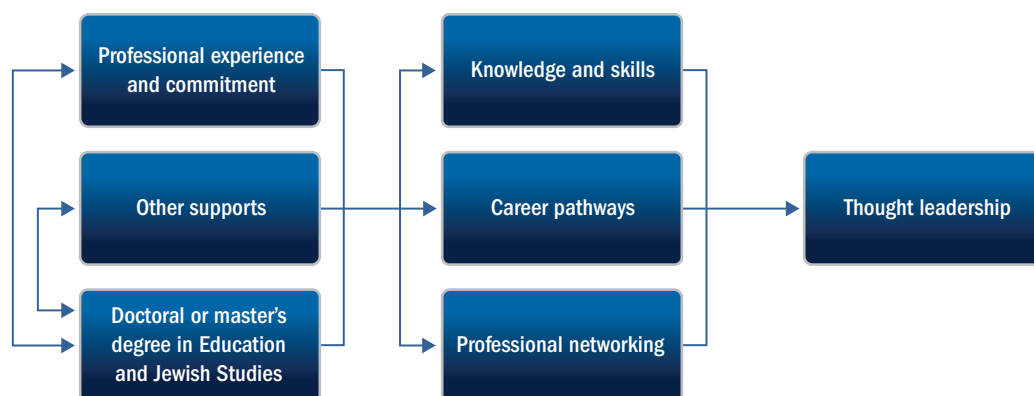 Professional experience
and commitment
Knowledge and skills
Other supports
Career pathways
Thought leadership
Doctoral or master’s
degree in Education
and Jewish Studies
Professional networking